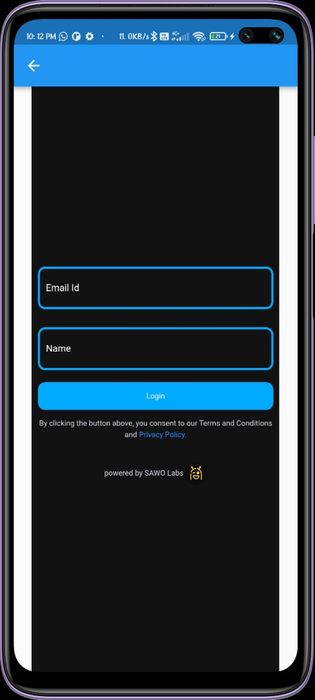 10:12 PM 11.0KB/s 21
Email Id
Name
Login
By clicking the button above, you consent to our Terms and Conditions
and Privacy Policy.
powered by SAWO Labs